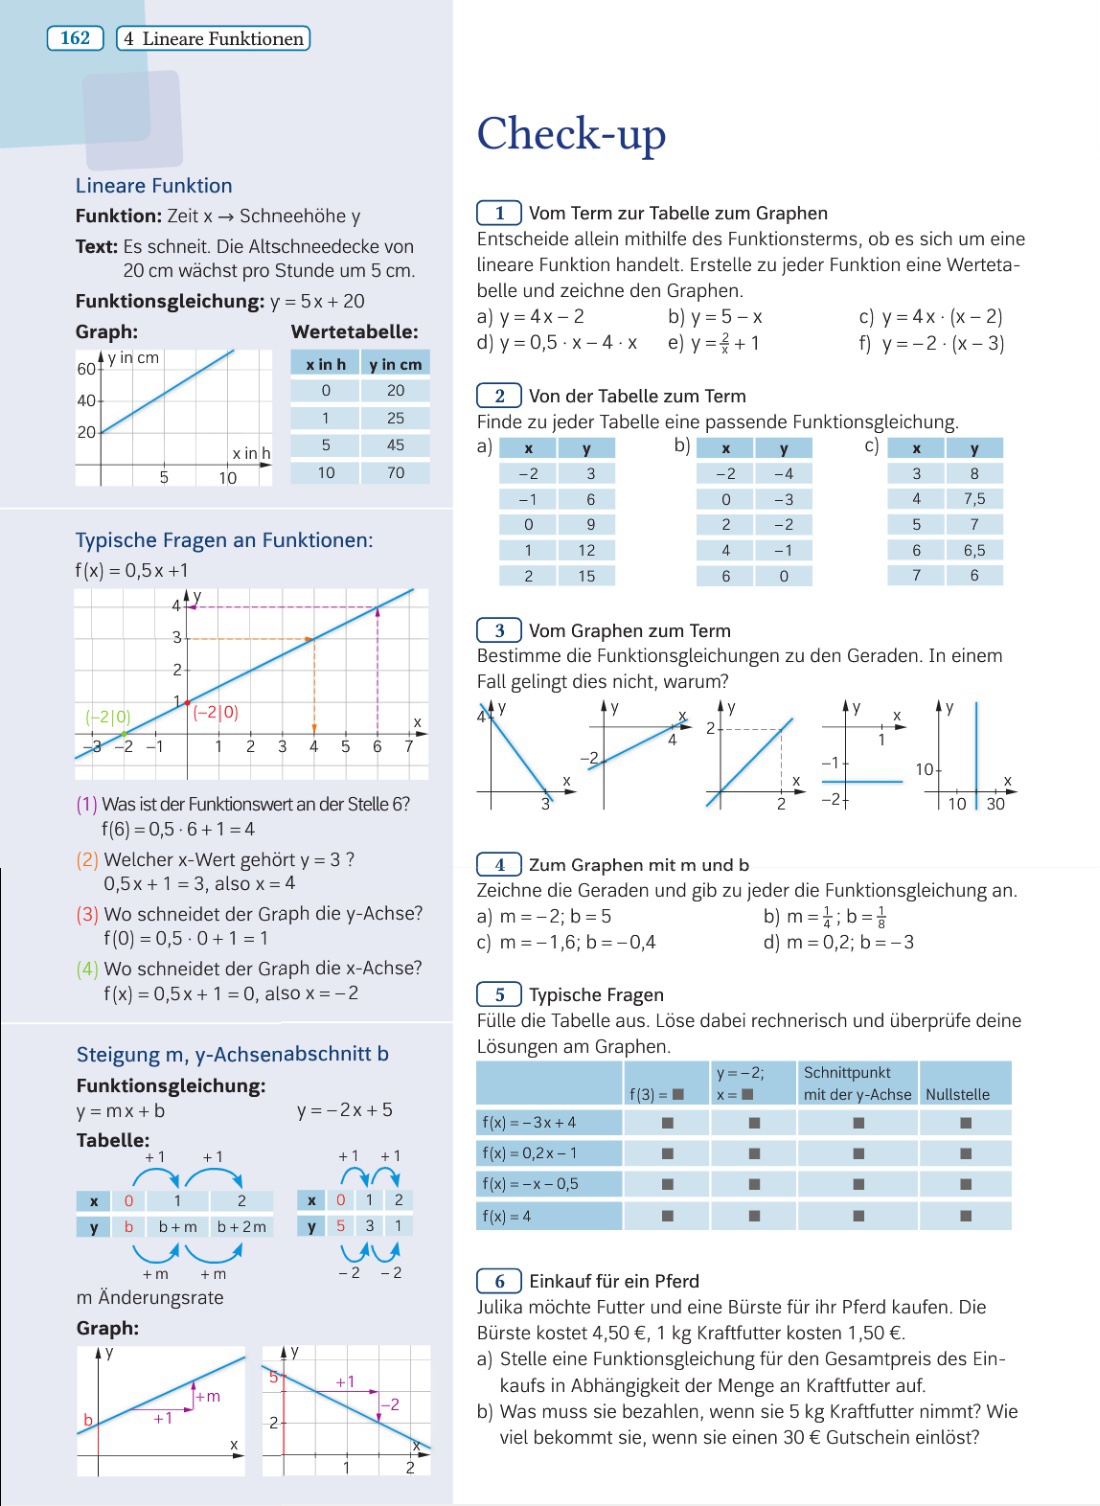 162 4 Lineare Funktionen
Lineare Funktion
Funktion: Zeit x → Schneehöhe y
Text: Es schneit. Die Altschneedecke von
20 cm wächst pro Stunde um 5 cm.
Funktionsgleichung: y = 5x + 20
Graph: Wertetabelle:
y in cm
60
40
20
x in h
5 10
x in h y in cm
0 20
1 25
5 45
10 70
Typische Fragen an Funktionen:
f(x) = 0,5x +1
y
4
3
2
1
(−2|0) (−2|0)
x
−3 −2 −1 1 2 3 4 5 6 7
(1) Was ist der Funktionswert an der Stelle 6?
f(6) = 0,5 · 6 + 1 = 4
(2) Welcher x-Wert gehört y = 3 ?
0,5x + 1 = 3, also x = 4
(3) Wo schneidet der Graph die y-Achse?
f(0) = 0,5 · 0 + 1 = 1
(4) Wo schneidet der Graph die x-Achse?
f(x) = 0,5x + 1 = 0, also x = −2
Steigung m, y-Achsenabschnitt b
Funktionsgleichung:
y = mx + b y = −2x + 5
Tabelle:
+1 +1 +1 +1
x 0 1 2 x 0 1 2
y b b + m b + 2m y 5 3 1
+m +m −2 −2
m Änderungsrate
Graph:
y
+m
+1
b
x
y
5
+1
−2
2
x
1 2
Check-up
1 Vom Term zur Tabelle zum Graphen
Entscheide allein mithilfe des Funktionsterms, ob es sich um eine
lineare Funktion handelt. Erstelle zu jeder Funktion eine Werteta-
belle und zeichne den Graphen.
a) y = 4x − 2 b) y = 5 − x c) y = 4x · (x − 2)
d) y = 0,5 · x − 4 · x e) y = 2/x + 1 f) y = −2 · (x − 3)
2 Von der Tabelle zum Term
Finde zu jeder Tabelle eine passende Funktionsgleichung.
a) x y b) x y c) x y
−2 3 −2 −4 3 8
−1 6 0 −3 4 7,5
0 9 2 −2 5 7
1 12 4 −1 6 6,5
2 15 6 0 7 6
3 Vom Graphen zum Term
Bestimme die Funktionsgleichungen zu den Geraden. In einem
Fall gelingt dies nicht, warum?
y
4
x
3
y
x
4
−2
y
2
x
2
y
x
1
−1
−2
y
10
x
10 30
4 Zum Graphen mit m und b
Zeichne die Geraden und gib zu jeder die Funktionsgleichung an.
a) m = −2; b = 5 b) m = 1/4; b = 1/8
c) m = −1,6; b = −0,4 d) m = 0,2; b = −3
5 Typische Fragen
Fülle die Tabelle aus. Löse dabei rechnerisch und überprüfe deine
Lösungen am Graphen.
y = −2; Schnittpunkt
f(3) = ■ x = ■ mit der y-Achse Nullstelle
f(x) = −3x + 4 ■ ■ ■ ■
f(x) = 0,2x − 1 ■ ■ ■ ■
f(x) = −x − 0,5 ■ ■ ■ ■
f(x) = 4 ■ ■ ■ ■
6 Einkauf für ein Pferd
Julika möchte Futter und eine Bürste für ihr Pferd kaufen. Die
Bürste kostet 4,50 €, 1 kg Kraftfutter kosten 1,50 €.
a) Stelle eine Funktionsgleichung für den Gesamtpreis des Ein-
kaufs in Abhängigkeit der Menge an Kraftfutter auf.
b) Was muss sie bezahlen, wenn sie 5 kg Kraftfutter nimmt? Wie
viel bekommt sie, wenn sie einen 30 € Gutschein einlöst?